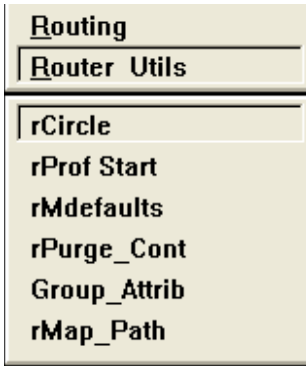 Routing
Router Utils
rCircle
rProf Start
rMdefaults
rPurge_Cont
Group_Attrib
rMap_Path